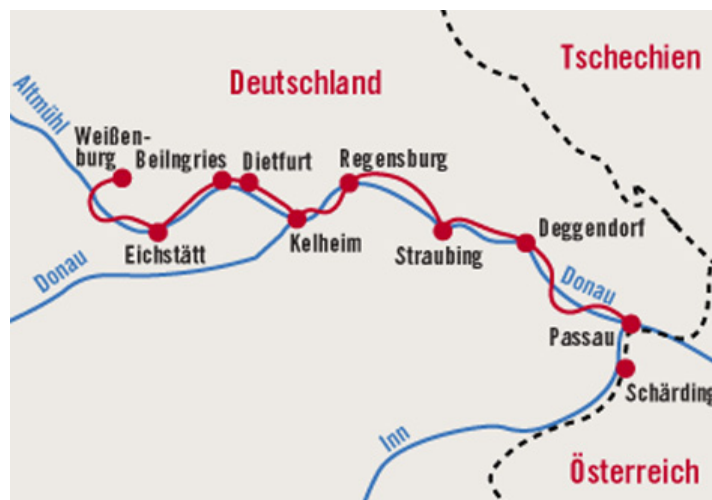 Tschechien
Deutschland
Altmühl
Weißen-
burg
Beilngries
Dietfurt
Regensburg
Eichstätt
Kelheim
Straubing
Deggendorf
Donau
Donau
Passau
Schärding
Inn
Österreich